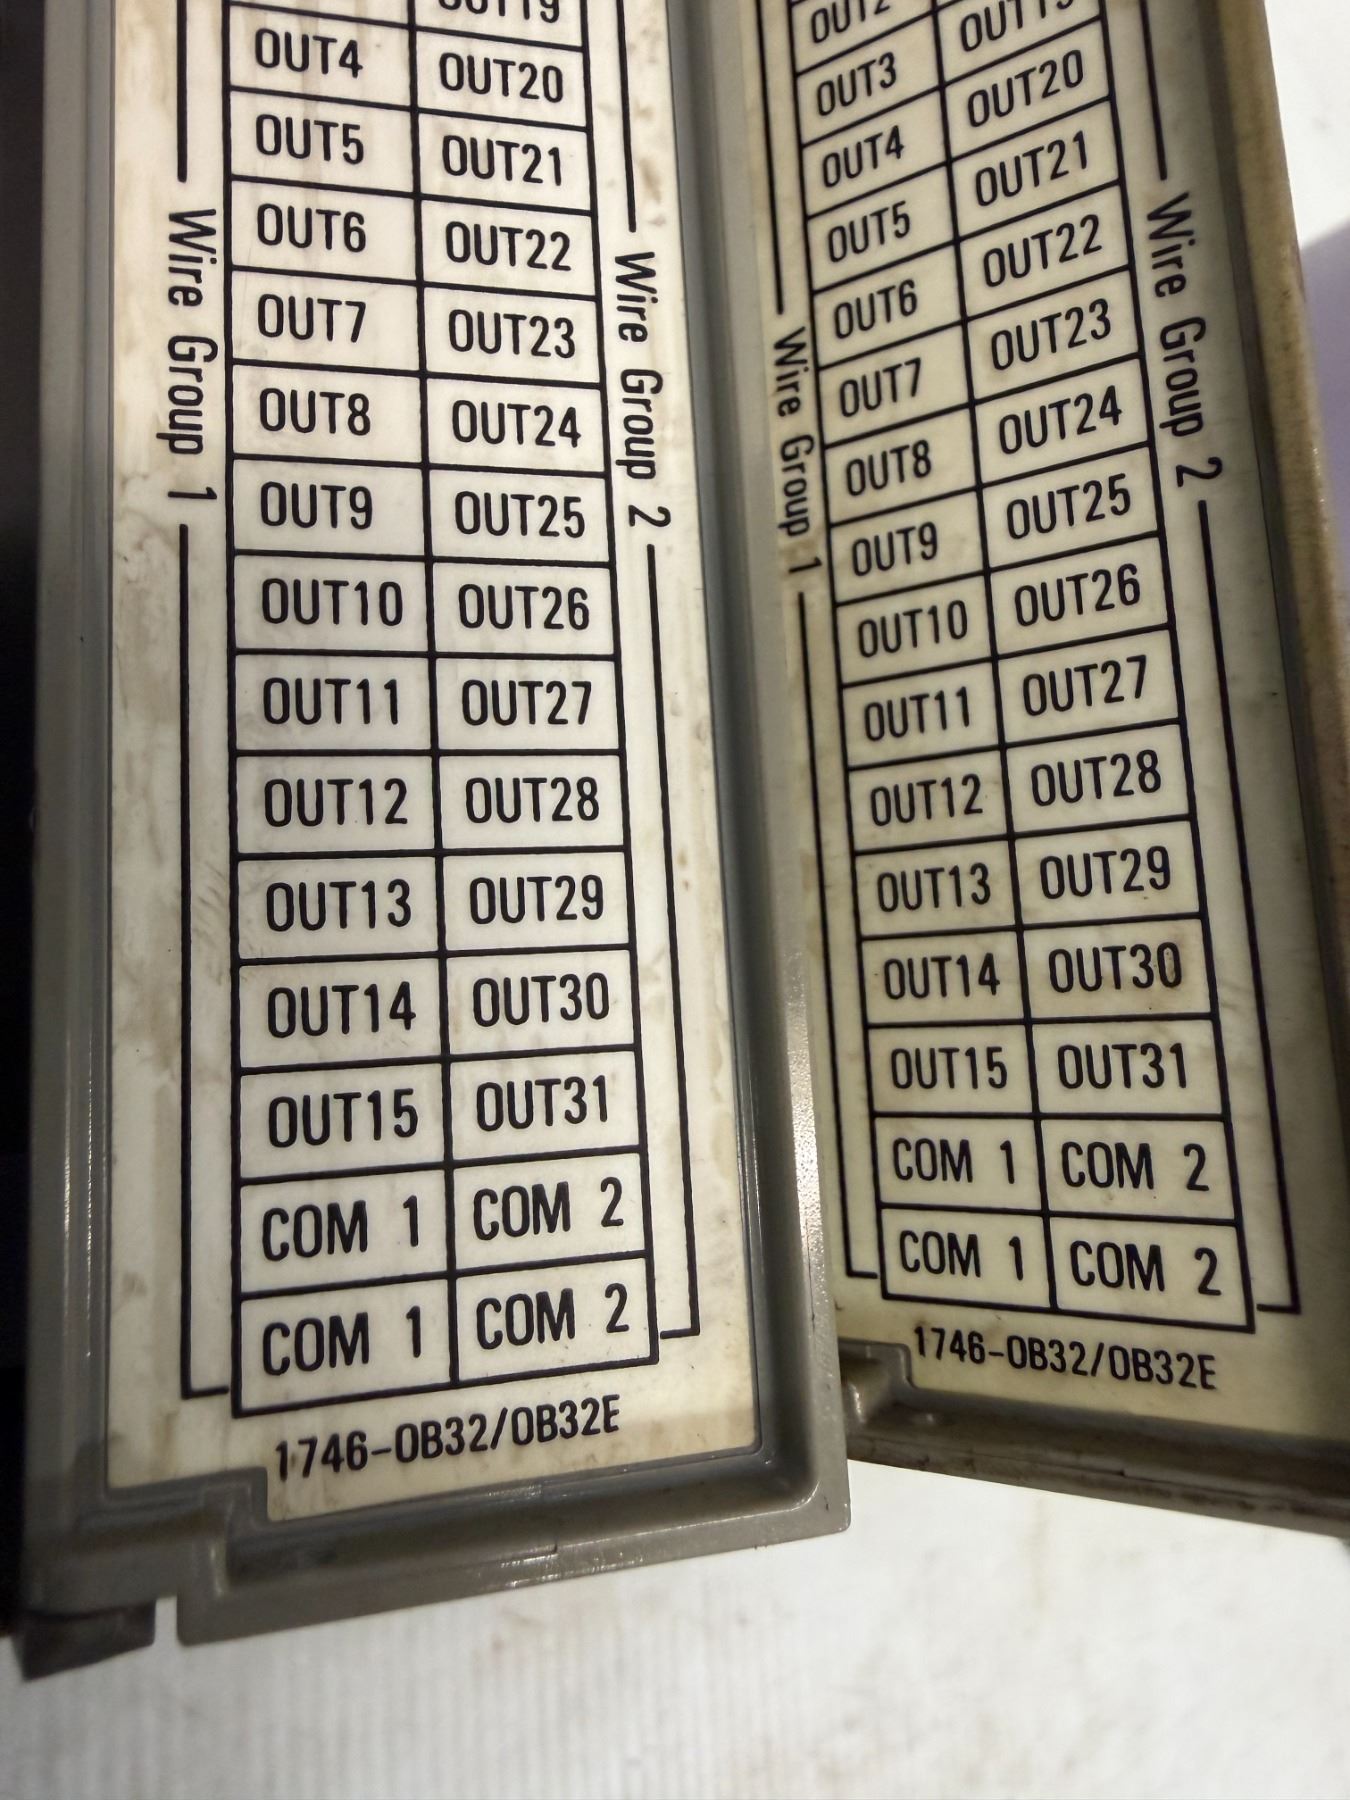 OUT19
OUT4 OUT20
OUT5 OUT21
OUT6 OUT22
OUT7 OUT23
OUT8 OUT24
OUT9 OUT25
OUT10 OUT26
OUT11 OUT27
OUT12 OUT28
OUT13 OUT29
OUT14 OUT30
OUT15 OUT31
COM 1 COM 2
COM 1 COM 2
Wire Group 1
Wire Group 2
1746-OB32/OB32E
OUT2 OUT19
OUT3 OUT20
OUT4 OUT21
OUT5 OUT22
OUT6 OUT23
OUT7 OUT24
OUT8 OUT25
OUT9 OUT26
OUT10 OUT27
OUT11 OUT28
OUT12 OUT29
OUT13 OUT30
OUT14 OUT31
OUT15 COM 2
COM 1 COM 2
COM 1
Wire Group 1
Wire Group 2
1746-OB32/OB32E